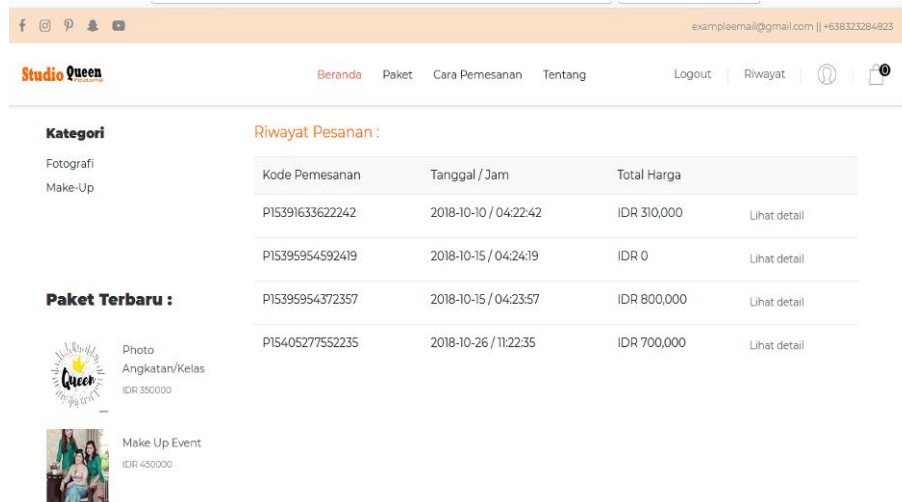 exampleemail@gmail.com || +638323284823
Studio Queen
Beranda Paket Cara Pemesanan Tentang Logout Riwayat 0
Kategori
Fotografi
Make-Up
Paket Terbaru :
Queen
Photo
Angkatan/Kelas
IDR 350000
Make Up Event
IDR 450000
Riwayat Pesanan :
Kode Pemesanan Tanggal / Jam Total Harga
P15391633622242 2018-10-10 / 04:22:42 IDR 310,000 Lihat detail
P15395954592419 2018-10-15 / 04:24:19 IDR 0 Lihat detail
P15395954372357 2018-10-15 / 04:23:57 IDR 800,000 Lihat detail
P15405277552235 2018-10-26 / 11:22:35 IDR 700,000 Lihat detail